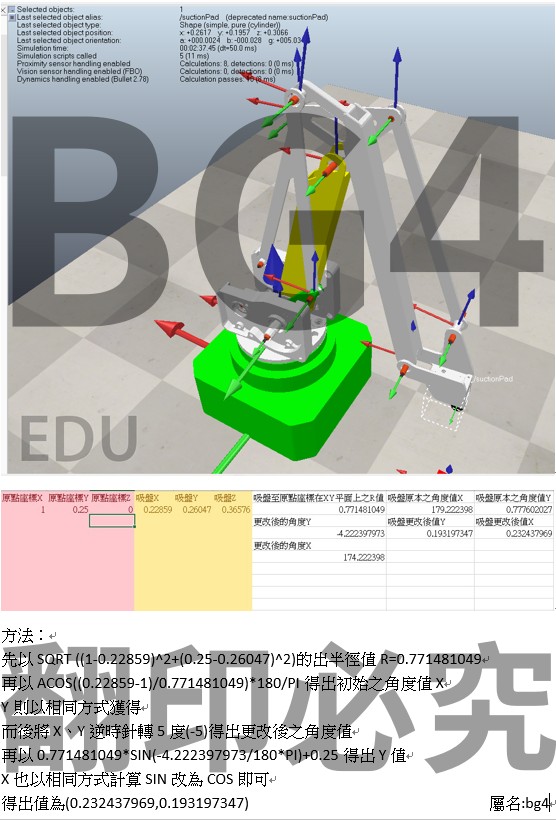 Selected objects: 1
Last selected object alias: /suctionPad (deprecated name:suctionPad)
Last selected object type: Shape (simple, pure (cylinder))
Last selected object position: x: +0.2617 y: +0.1957 z: +0.3066
Last selected object orientation: a: +000.0024 b: -000.028 g: +005.03
Simulation time: 00:02:37.45 (dt=50.0 ms)
Simulation scripts called 5 (11 ms)
Proximity sensor handling enabled Calculations: 8, detections: 0 (0 ms)
Vision sensor handling enabled (FBO) Calculations: 0, detections: 0 (0 ms)
Dynamics handling enabled (Bullet 2.78) Calculation passes: 10 (8 ms)
BG4
/suctionPad
EDU
原點座標X 原點座標Y 原點座標Z 吸盤X 吸盤Y 吸盤Z 吸盤至原點座標在XY平面上之R值 吸盤原本之角度值X 吸盤原本之角度值Y
1 0.25 0 0.22859 0.26047 0.36576 0.771481049 179.222398 0.777602027
更改後的角度Y 吸盤更改後值Y 吸盤更改後值X
-4.222397973 0.193197347 0.232437969
更改後的角度X
174.222398
方法：
先以 SQRT ((1-0.22859)^2+(0.25-0.26047)^2)的出半徑值 R=0.771481049
再以 ACOS((0.22859-1)/0.771481049)*180/PI 得出初始之角度值 X
Y 則以相同方式獲得
而後將 X、Y 逆時針轉 5 度(-5)得出更改後之角度值
再以 0.771481049*SIN(-4.222397973/180*PI)+0.25 得出 Y 值
X 也以相同方式計算 SIN 改為 COS 即可
得出值為(0.232437969,0.193197347) 屬名:bg4
翻印必究